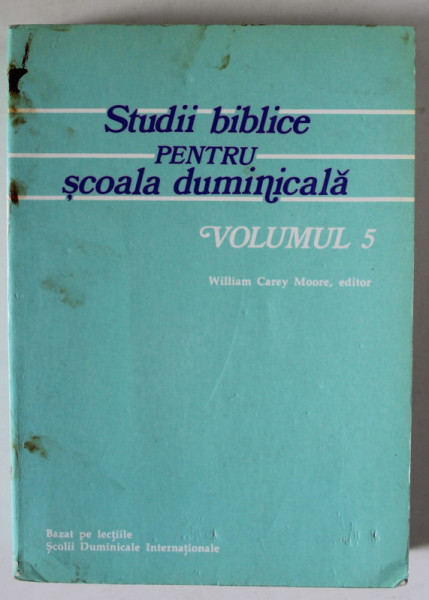 Studii biblice
PENTRU
școala duminicală
VOLUMUL 5
William Carey Moore, editor
Bazat pe lecțiile
Școlii Duminicale Internaționale